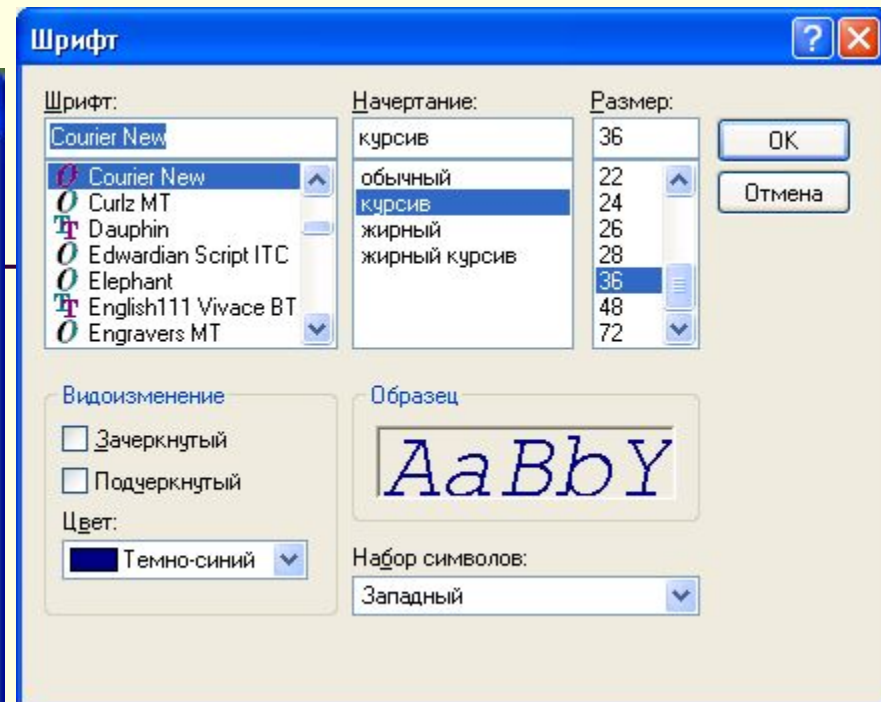 Шрифт
Шрифт:
Начертание:
Размер:
Courier New
курсив
36
OK
Courier New
Curlz MT
Dauphin
Edwardian Script ITC
Elephant
English111 Vivace BT
Engravers MT
обычный
курсив
жирный
жирный курсив
22
24
26
28
36
48
72
Отмена
Видоизменение
Зачеркнутый
Подчеркнутый
Цвет:
Темно-синий
Образец
AaBbY
Набор символов:
Западный